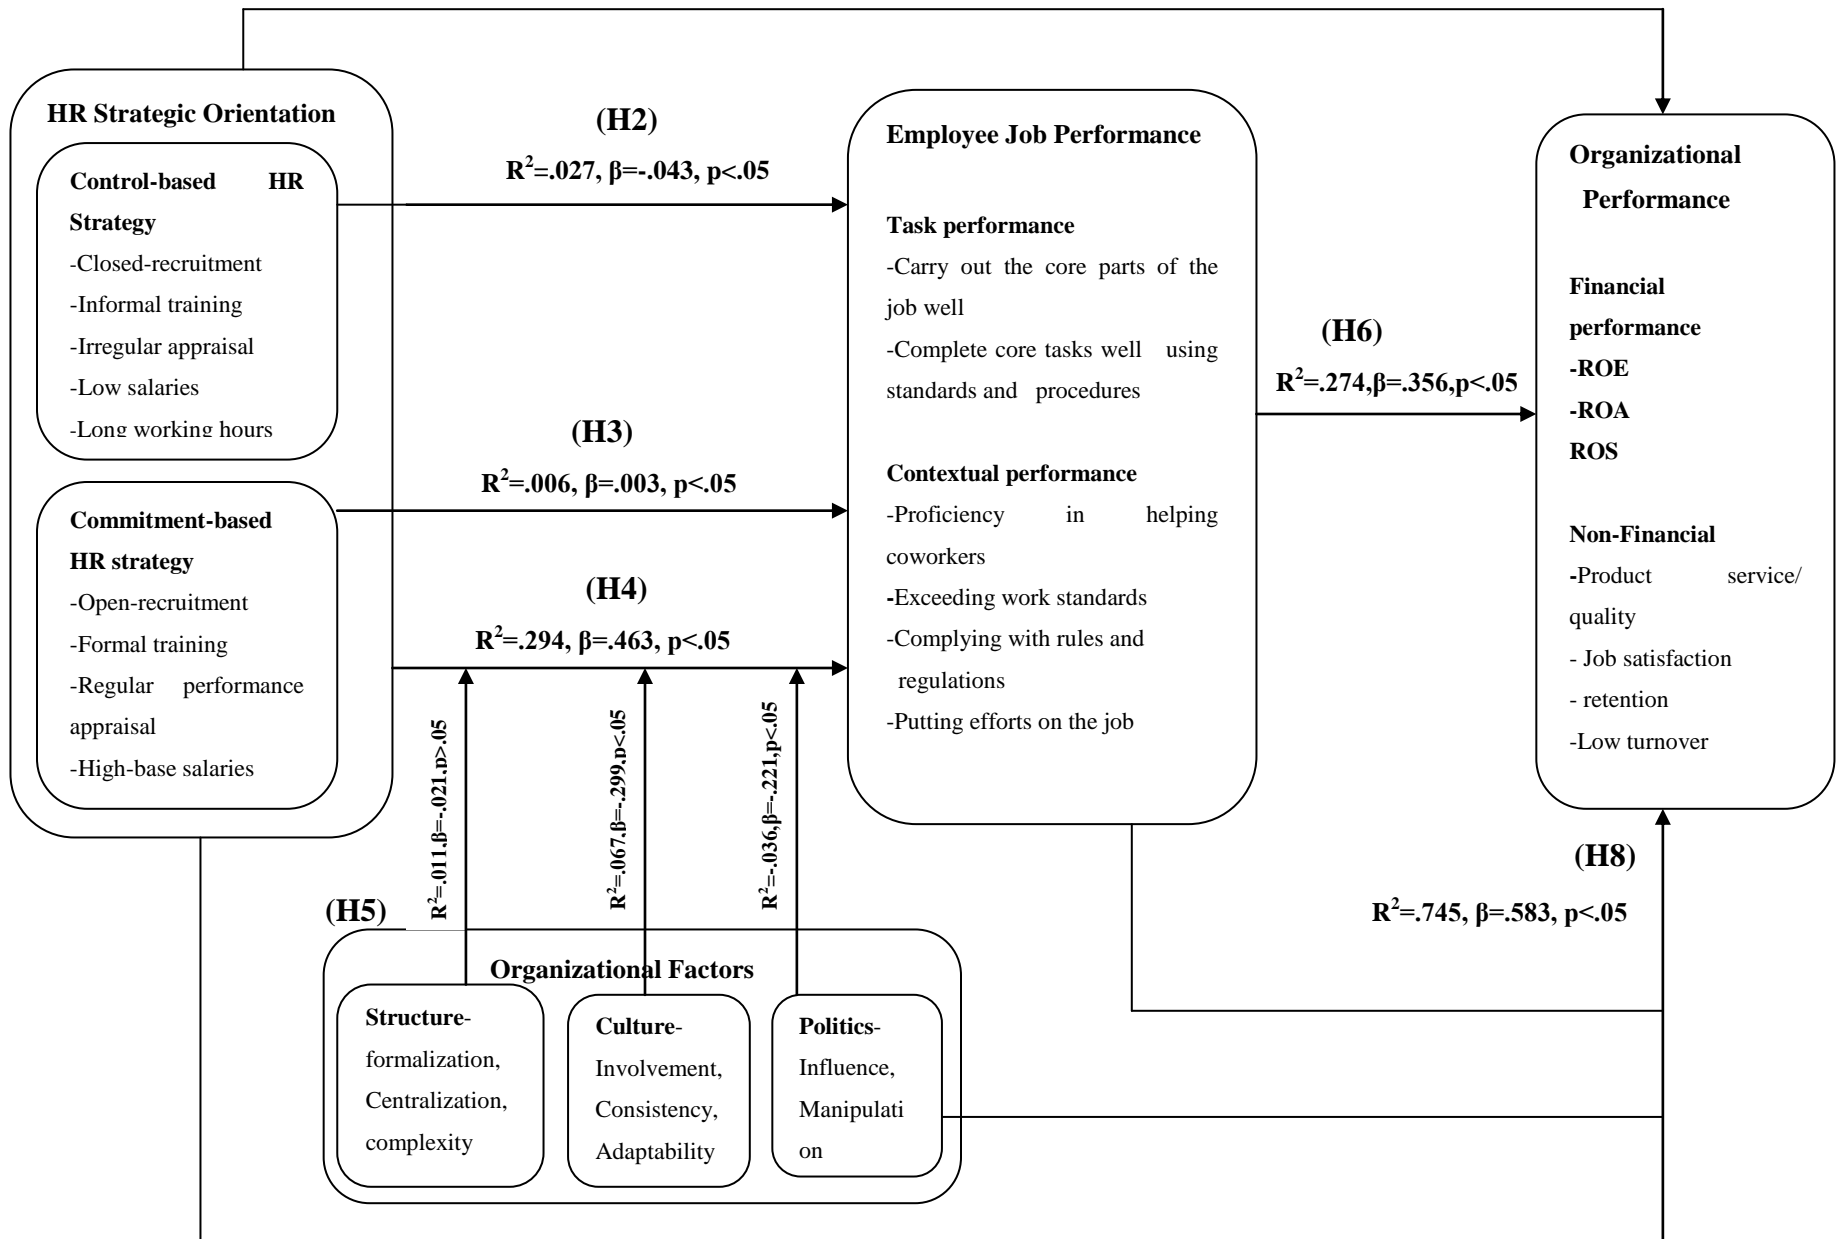 HR Strategic Orientation
Control-based HR
Strategy
-Closed-recruitment
-Informal training
-Irregular appraisal
-Low salaries
-Long working hours
Commitment-based
HR strategy
-Open-recruitment
-Formal training
-Regular performance
appraisal
-High-base salaries
(H2)
R²=.027, β=-.043, p<.05
(H3)
R²=.006, β=.003, p<.05
(H4)
R²=.294, β=.463, p<.05
R²=.011,β=-.021,p>.05
R²=.067,β=-.299,p<.05
R²=-.036,β=-.221,p<.05
(H5)
Organizational Factors
Structure-
formalization,
Centralization,
complexity
Culture-
Involvement,
Consistency,
Adaptability
Politics-
Influence,
Manipulati
on
Employee Job Performance
Task performance
-Carry out the core parts of the
job well
-Complete core tasks well using
standards and procedures
Contextual performance
-Proficiency in helping
coworkers
-Exceeding work standards
-Complying with rules and
regulations
-Putting efforts on the job
(H6)
R²=.274,β=.356,p<.05
Organizational
Performance
Financial
performance
-ROE
-ROA
ROS
Non-Financial
-Product service/
quality
- Job satisfaction
- retention
-Low turnover
(H8)
R²=.745, β=.583, p<.05